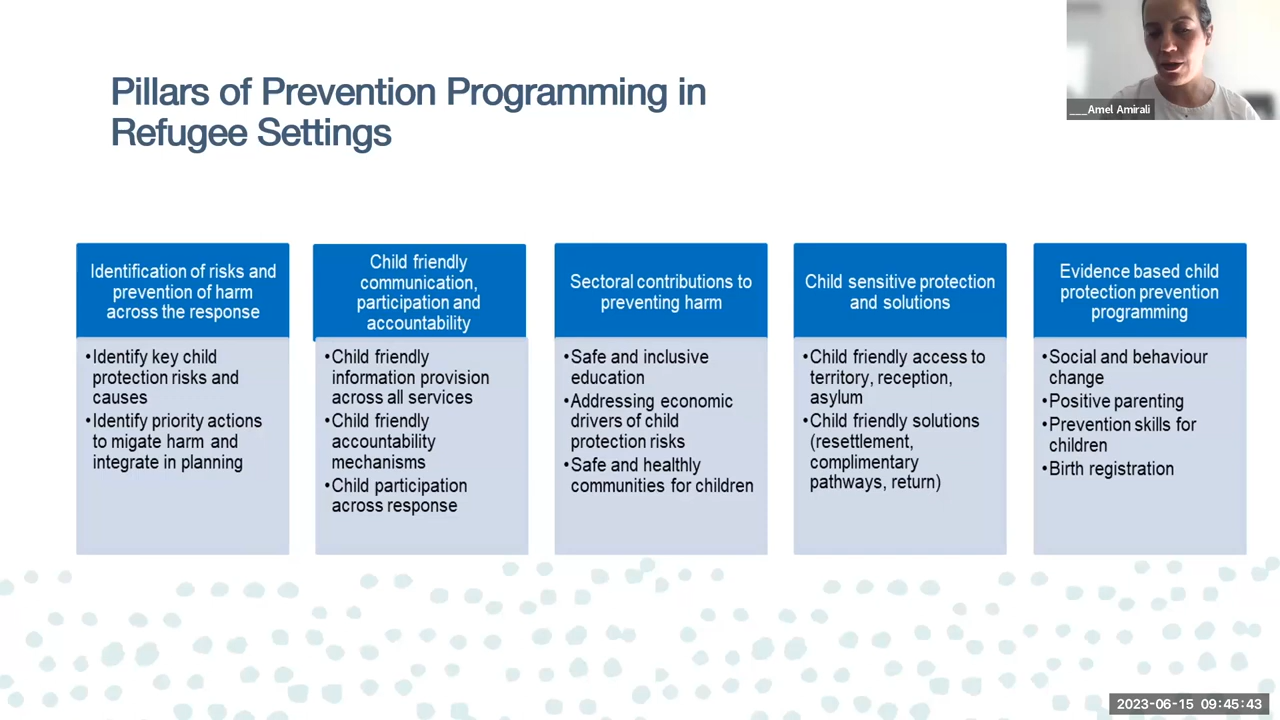 Pillars of Prevention Programming in
Refugee Settings
___Amel Amirali
Identification of risks and
prevention of harm
across the response
•Identify key child
protection risks and
causes
•Identify priority actions
to migate harm and
integrate in planning
Child friendly
communication,
participation and
accountability
•Child friendly
information provision
across all services
•Child friendly
accountability
mechanisms
•Child participation
across response
Sectoral contributions to
preventing harm
•Safe and inclusive
education
•Addressing economic
drivers of child
protection risks
•Safe and healthly
communities for children
Child sensitive protection
and solutions
•Child friendly access to
territory, reception,
asylum
•Child friendly solutions
(resettlement,
complimentary
pathways, return)
Evidence based child
protection prevention
programming
•Social and behaviour
change
•Positive parenting
•Prevention skills for
children
•Birth registration
2023-06-15 09:45:43